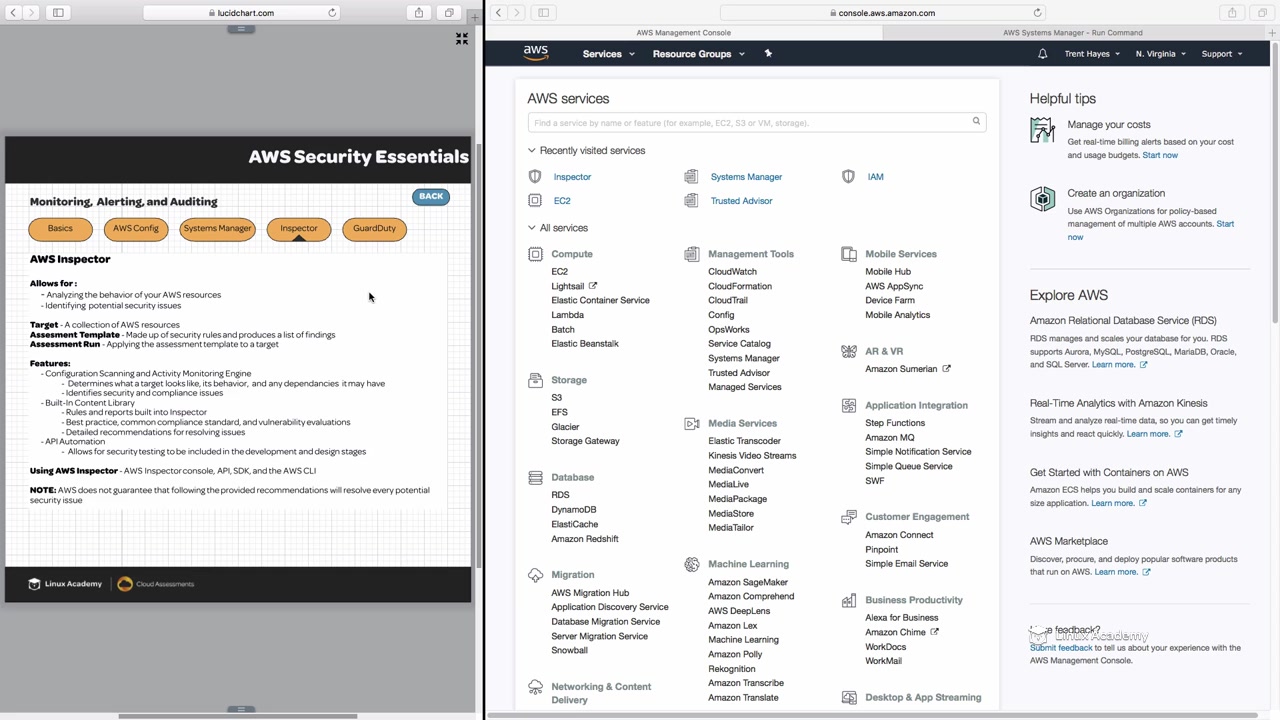 lucidchart.com
AWS Security Essentials
BACK
Monitoring, Alerting, and Auditing
Basics
AWS Config
Systems Manager
Inspector
GuardDuty
AWS Inspector
Allows for :
- Analyzing the behavior of your AWS resources
- Identifying potential security issues
Target - A collection of AWS resources
Assesment Template - Made up of security rules and produces a list of findings
Assessment Run - Applying the assessment template to a target
Features:
- Configuration Scanning and Activity Monitoring Engine
- Determines what a target looks like, its behavior, and any dependencies it may have
- Identifies security and compliance issues
- Built-In Content Library
- Rules and reports built into Inspector
- Best practice, common compliance standard, and vulnerability evaluations
- Detailed recommendations for resolving issues
- API Automation
- Allows for security testing to be included in the development and design stages
Using AWS Inspector - AWS Inspector console, API, SDK, and the AWS CLI
NOTE: AWS does not guarantee that following the provided recommendations will resolve every potential
security issue
Linux Academy
Cloud Assessments
console.aws.amazon.com
AWS Management Console
AWS Systems Manager - Run Command
aws
Services
Resource Groups
Trent Hayes
N. Virginia
Support
AWS services
Find a service by name or feature (for example, EC2, S3 or VM, storage).
Recently visited services
Inspector
Systems Manager
IAM
EC2
Trusted Advisor
All services
Compute
EC2
Lightsail
Elastic Container Service
Lambda
Batch
Elastic Beanstalk
Storage
S3
EFS
Glacier
Storage Gateway
Database
RDS
DynamoDB
ElastiCache
Amazon Redshift
Migration
AWS Migration Hub
Application Discovery Service
Database Migration Service
Server Migration Service
Snowball
Networking & Content
Delivery
Management Tools
CloudWatch
CloudFormation
CloudTrail
Config
OpsWorks
Service Catalog
Systems Manager
Trusted Advisor
Managed Services
Media Services
Elastic Transcoder
Kinesis Video Streams
MediaConvert
MediaLive
MediaPackage
MediaStore
MediaTailor
Machine Learning
Amazon SageMaker
Amazon Comprehend
AWS DeepLens
Amazon Lex
Machine Learning
Amazon Polly
Rekognition
Amazon Transcribe
Amazon Translate
Mobile Services
Mobile Hub
AWS AppSync
Device Farm
Mobile Analytics
AR & VR
Amazon Sumerian
Application Integration
Step Functions
Amazon MQ
Simple Notification Service
Simple Queue Service
SWF
Customer Engagement
Amazon Connect
Pinpoint
Simple Email Service
Business Productivity
Alexa for Business
Amazon Chime
WorkDocs
WorkMail
Desktop & App Streaming
Helpful tips
Manage your costs
Get real-time billing alerts based on your cost
and usage budgets. Start now
Create an organization
Use AWS Organizations for policy-based
management of multiple AWS accounts. Start
now
Explore AWS
Amazon Relational Database Service (RDS)
RDS manages and scales your database for you. RDS
supports Aurora, MySQL, PostgreSQL, MariaDB, Oracle,
and SQL Server. Learn more.
Real-Time Analytics with Amazon Kinesis
Stream and analyze real-time data, so you can get timely
insights and react quickly. Learn more.
Get Started with Containers on AWS
Amazon ECS helps you build and scale containers for any
size application. Learn more.
AWS Marketplace
Discover, procure, and deploy popular software products
that run on AWS. Learn more.
feedback?
Linux Academy
Submit feedback to tell us about your experience with the
AWS Management Console.